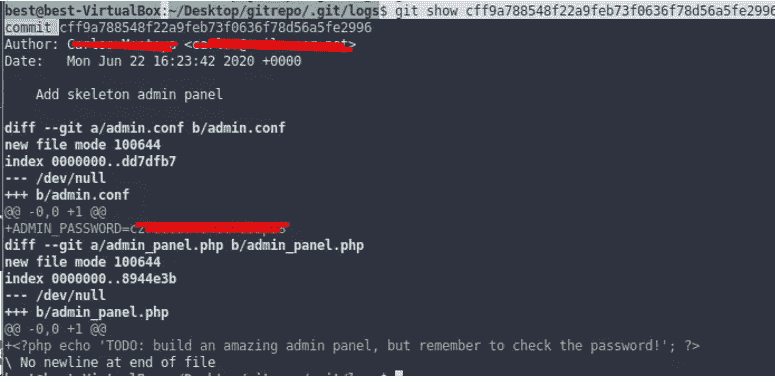 best@best-VirtualBox:~/Desktop/gitrepo/.git/logs$ git show cff9a788548f22a9feb73f0636f78d56a5fe2996
commit cff9a788548f22a9feb73f0636f78d56a5fe2996
Author:
Date:   Mon Jun 22 16:23:42 2020 +0000
Add skeleton admin panel
diff --git a/admin.conf b/admin.conf
new file mode 100644
index 0000000..dd7dfb7
--- /dev/null
+++ b/admin.conf
@@ -0,0 +1 @@
+ADMIN_PASSWORD=
diff --git a/admin_panel.php b/admin_panel.php
new file mode 100644
index 0000000..8944e3b
--- /dev/null
+++ b/admin_panel.php
@@ -0,0 +1 @@
+<?php echo 'TODO: build an amazing admin panel, but remember to check the password!'; ?>
\ No newline at end of file